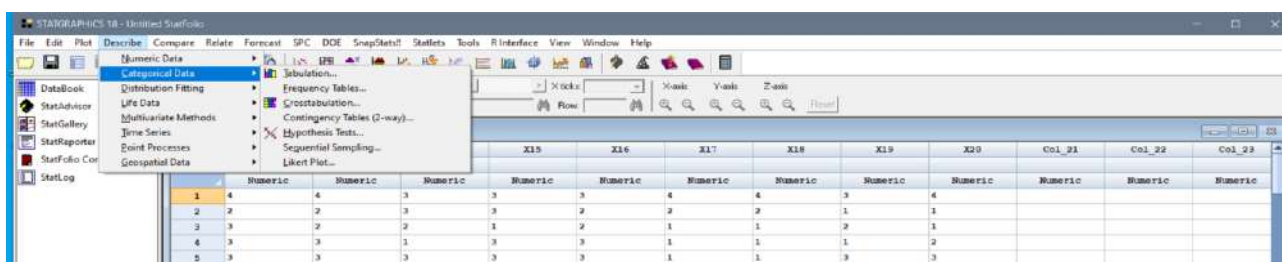 STATGRAPHICS 18 - Untitled StatFolio
File Edit Plot Describe Compare Relate Forecast SPC DOE SnapStats!! Statlets Tools R Interface View Window Help
Numeric Data
Categorical Data
Distribution Fitting
Life Data
Multivariate Methods
Time Series
Point Processes
Geospatial Data
Tabulation...
Frequency Tables...
Crosstabulation...
Contingency Tables (2-way)...
Hypothesis Tests...
Sequential Sampling...
Likert Plot...
X-axis Y-axis Z-axis
Row
Reset
DataBook
StatAdvisor
StatGallery
StatReporter
StatFolio Co
StatLog
X15 X16 X17 X18 X19 X20 Col_21 Col_22 Col_23
Numeric Numeric Numeric Numeric Numeric Numeric Numeric Numeric Numeric Numeric Numeric Numeric
1 4 4 3 3 3 4 4 3 4
2 2 2 3 3 2 2 2 1 1
3 3 2 2 1 2 1 1 2 1
4 3 3 1 3 3 1 1 1 2
5 3 3 3 3 3 1 1 3 3